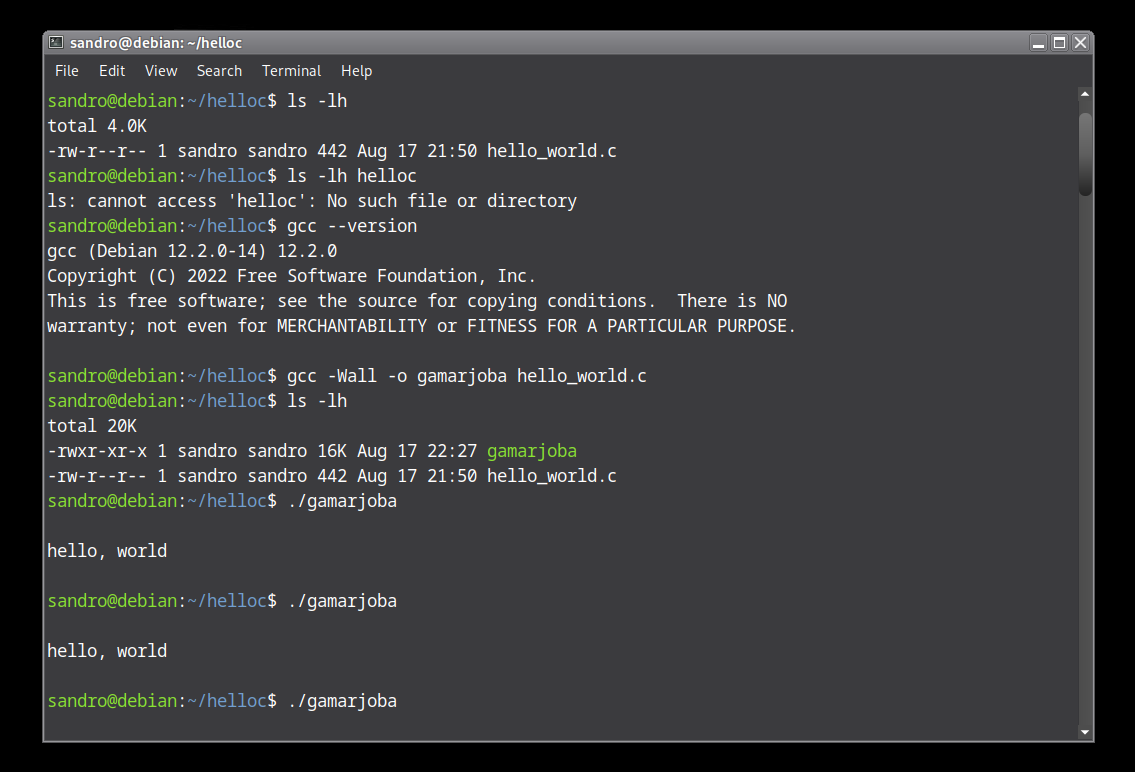 sandro@debian: ~/helloc
File Edit View Search Terminal Help
sandro@debian:~/helloc$ ls -lh
total 4.0K
-rw-r--r-- 1 sandro sandro 442 Aug 17 21:50 hello_world.c
sandro@debian:~/helloc$ ls -lh helloc
ls: cannot access 'helloc': No such file or directory
sandro@debian:~/helloc$ gcc --version
gcc (Debian 12.2.0-14) 12.2.0
Copyright (C) 2022 Free Software Foundation, Inc.
This is free software; see the source for copying conditions.  There is NO
warranty; not even for MERCHANTABILITY or FITNESS FOR A PARTICULAR PURPOSE.
sandro@debian:~/helloc$ gcc -Wall -o gamarjoba hello_world.c
sandro@debian:~/helloc$ ls -lh
total 20K
-rwxr-xr-x 1 sandro sandro 16K Aug 17 22:27 gamarjoba
-rw-r--r-- 1 sandro sandro 442 Aug 17 21:50 hello_world.c
sandro@debian:~/helloc$ ./gamarjoba
hello, world
sandro@debian:~/helloc$ ./gamarjoba
hello, world
sandro@debian:~/helloc$ ./gamarjoba